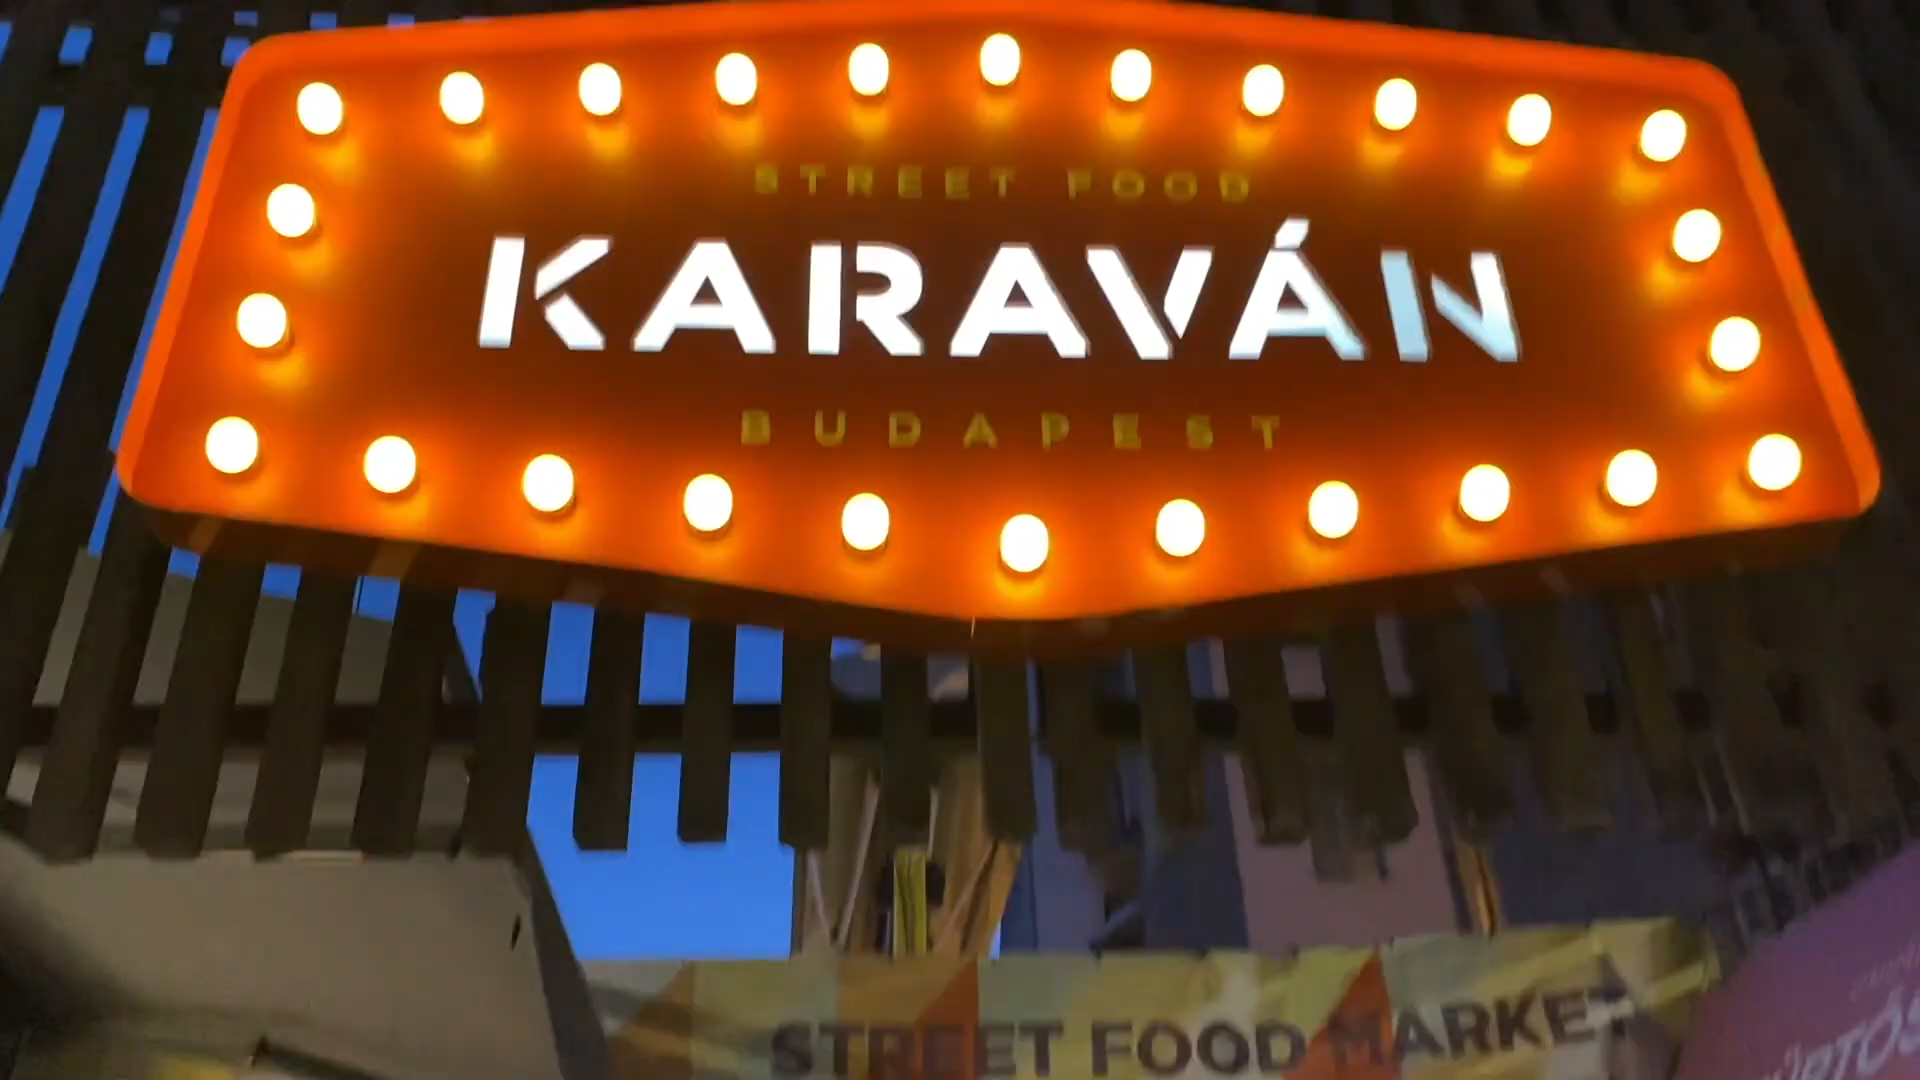 STREET FOOD
KARAVÁN
BUDAPEST
STREET FOOD MARKET